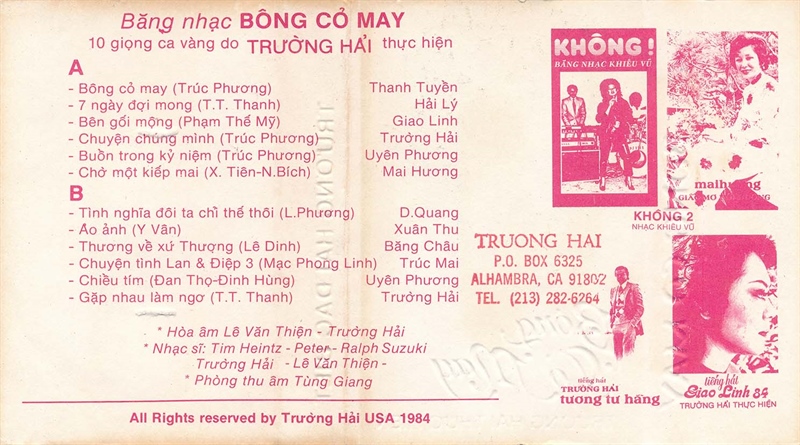 Băng nhạc BÔNG CỎ MAY
10 giọng ca vàng do TRƯỜNG HẢI thực hiện
A
- Bông cỏ may (Trúc Phương) Thanh Tuyền
- 7 ngày đợi mong (T.T. Thanh) Hải Lý
- Bên gối mộng (Phạm Thế Mỹ) Giao Linh
- Chuyện chúng mình (Trúc Phương) Trường Hải
- Buồn trong kỷ niệm (Trúc Phương) Uyên Phương
- Chở một kiếp mai (X. Tiên-N.Bích) Mai Hương
B
- Tình nghĩa đôi ta chỉ thế thôi (L.Phương) D.Quang
- Áo ảnh (Y Vân) Xuân Thu
- Thương về xứ Thượng (Lê Dinh) Băng Châu
- Chuyện tình Lan & Điệp 3 (Mạc Phong Linh) Trúc Mai
- Chiều tím (Đan Thọ-Đinh Hùng) Uyên Phương
- Gặp nhau làm ngơ (T.T. Thanh) Trường Hải
* Hòa âm Lê Văn Thiện - Trường Hải
* Nhạc sĩ: Tim Heintz - Peter - Ralph Suzuki
Trường Hải - Lê Văn Thiện -
* Phòng thu âm Tùng Giang
All Rights reserved by Trường Hải USA 1984
KHÔNG !
BĂNG NHẠC KHIÊU VŨ
maihương
KHÔNG 2
NHẠC KHIÊU VŨ
TRUONG HAI
P.O. BOX 6325
ALHAMBRA, CA 91802
TEL. (213) 282-6264
tiếng hát
TRƯỜNG HẢI
tương tư hãng
tiếng hát
Giao Linh 84
TRƯỜNG HẢI THỰC HIỆN